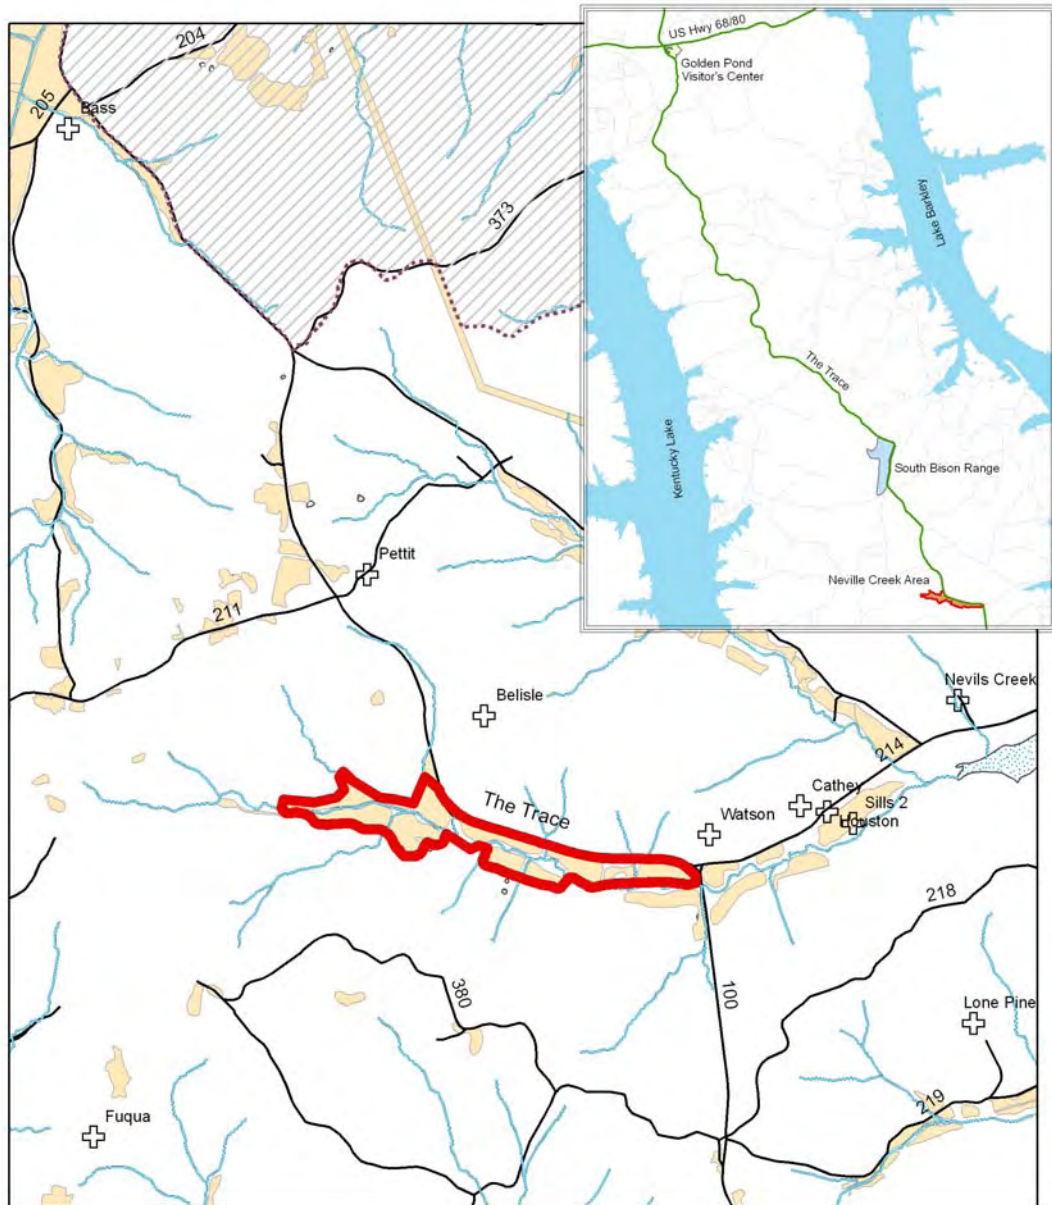 204
205
Bass
373
US Hwy 68/80
Golden Pond
Visitor's Center
Lake Barkley
The Trace
Kentucky Lake
South Bison Range
Neville Creek Area
Pettit
211
Belisle
Nevils Creek
214
The Trace
Cathey
Sills 2
Watson
Houston
218
380
100
Lone Pine
219
Fuqua